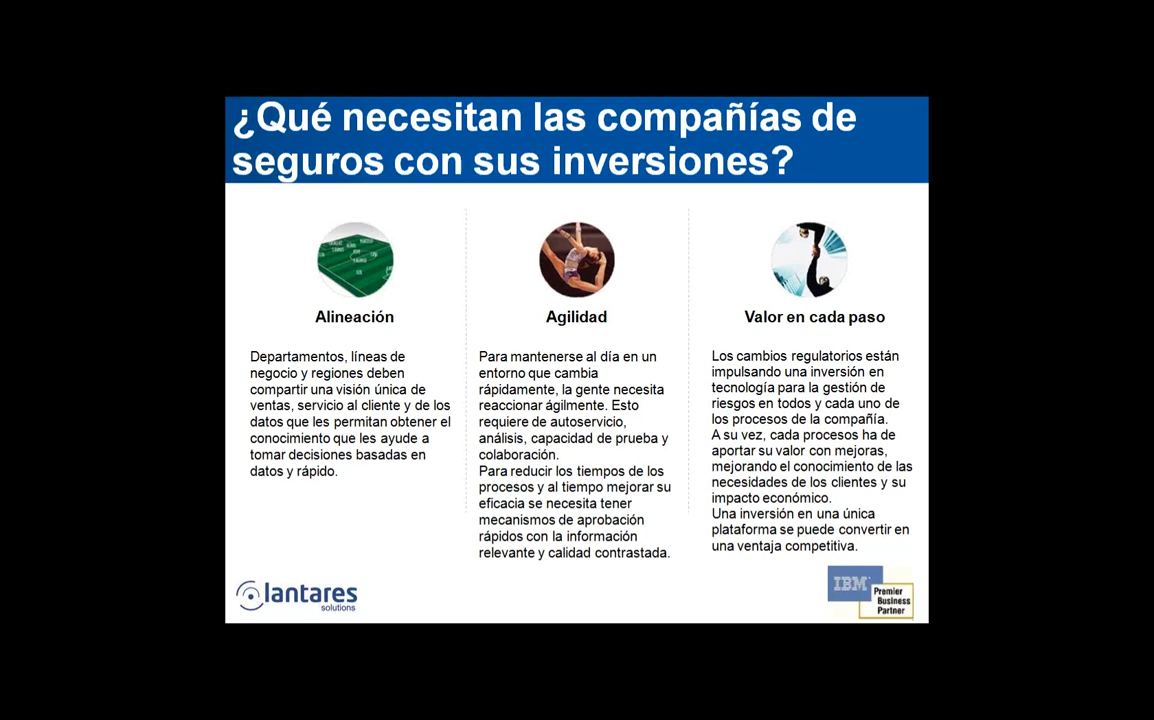 ¿Qué necesitan las compañías de
seguros con sus inversiones?
Alineación
Departamentos, líneas de
negocio y regiones deben
compartir una visión única de
ventas, servicio al cliente y de los
datos que les permitan obtener el
conocimiento que les ayude a
tomar decisiones basadas en
datos y rápido.
Agilidad
Para mantenerse al día en un
entorno que cambia
rápidamente, la gente necesita
reaccionar ágilmente. Esto
requiere de autoservicio,
análisis, capacidad de prueba y
colaboración.
Para reducir los tiempos de los
procesos y al tiempo mejorar su
eficacia se necesita tener
mecanismos de aprobación
rápidos con la información
relevante y calidad contrastada.
Valor en cada paso
Los cambios regulatorios están
impulsando una inversión en
tecnología para la gestión de
riesgos en todos y cada uno de
los procesos de la compañía.
A su vez, cada procesos ha de
aportar su valor con mejoras,
mejorando el conocimiento de las
necesidades de los clientes y su
impacto económico.
Una inversión en una única
plataforma se puede convertir en
una ventaja competitiva.
lantares
solutions
IBM
Premier
Business
Partner